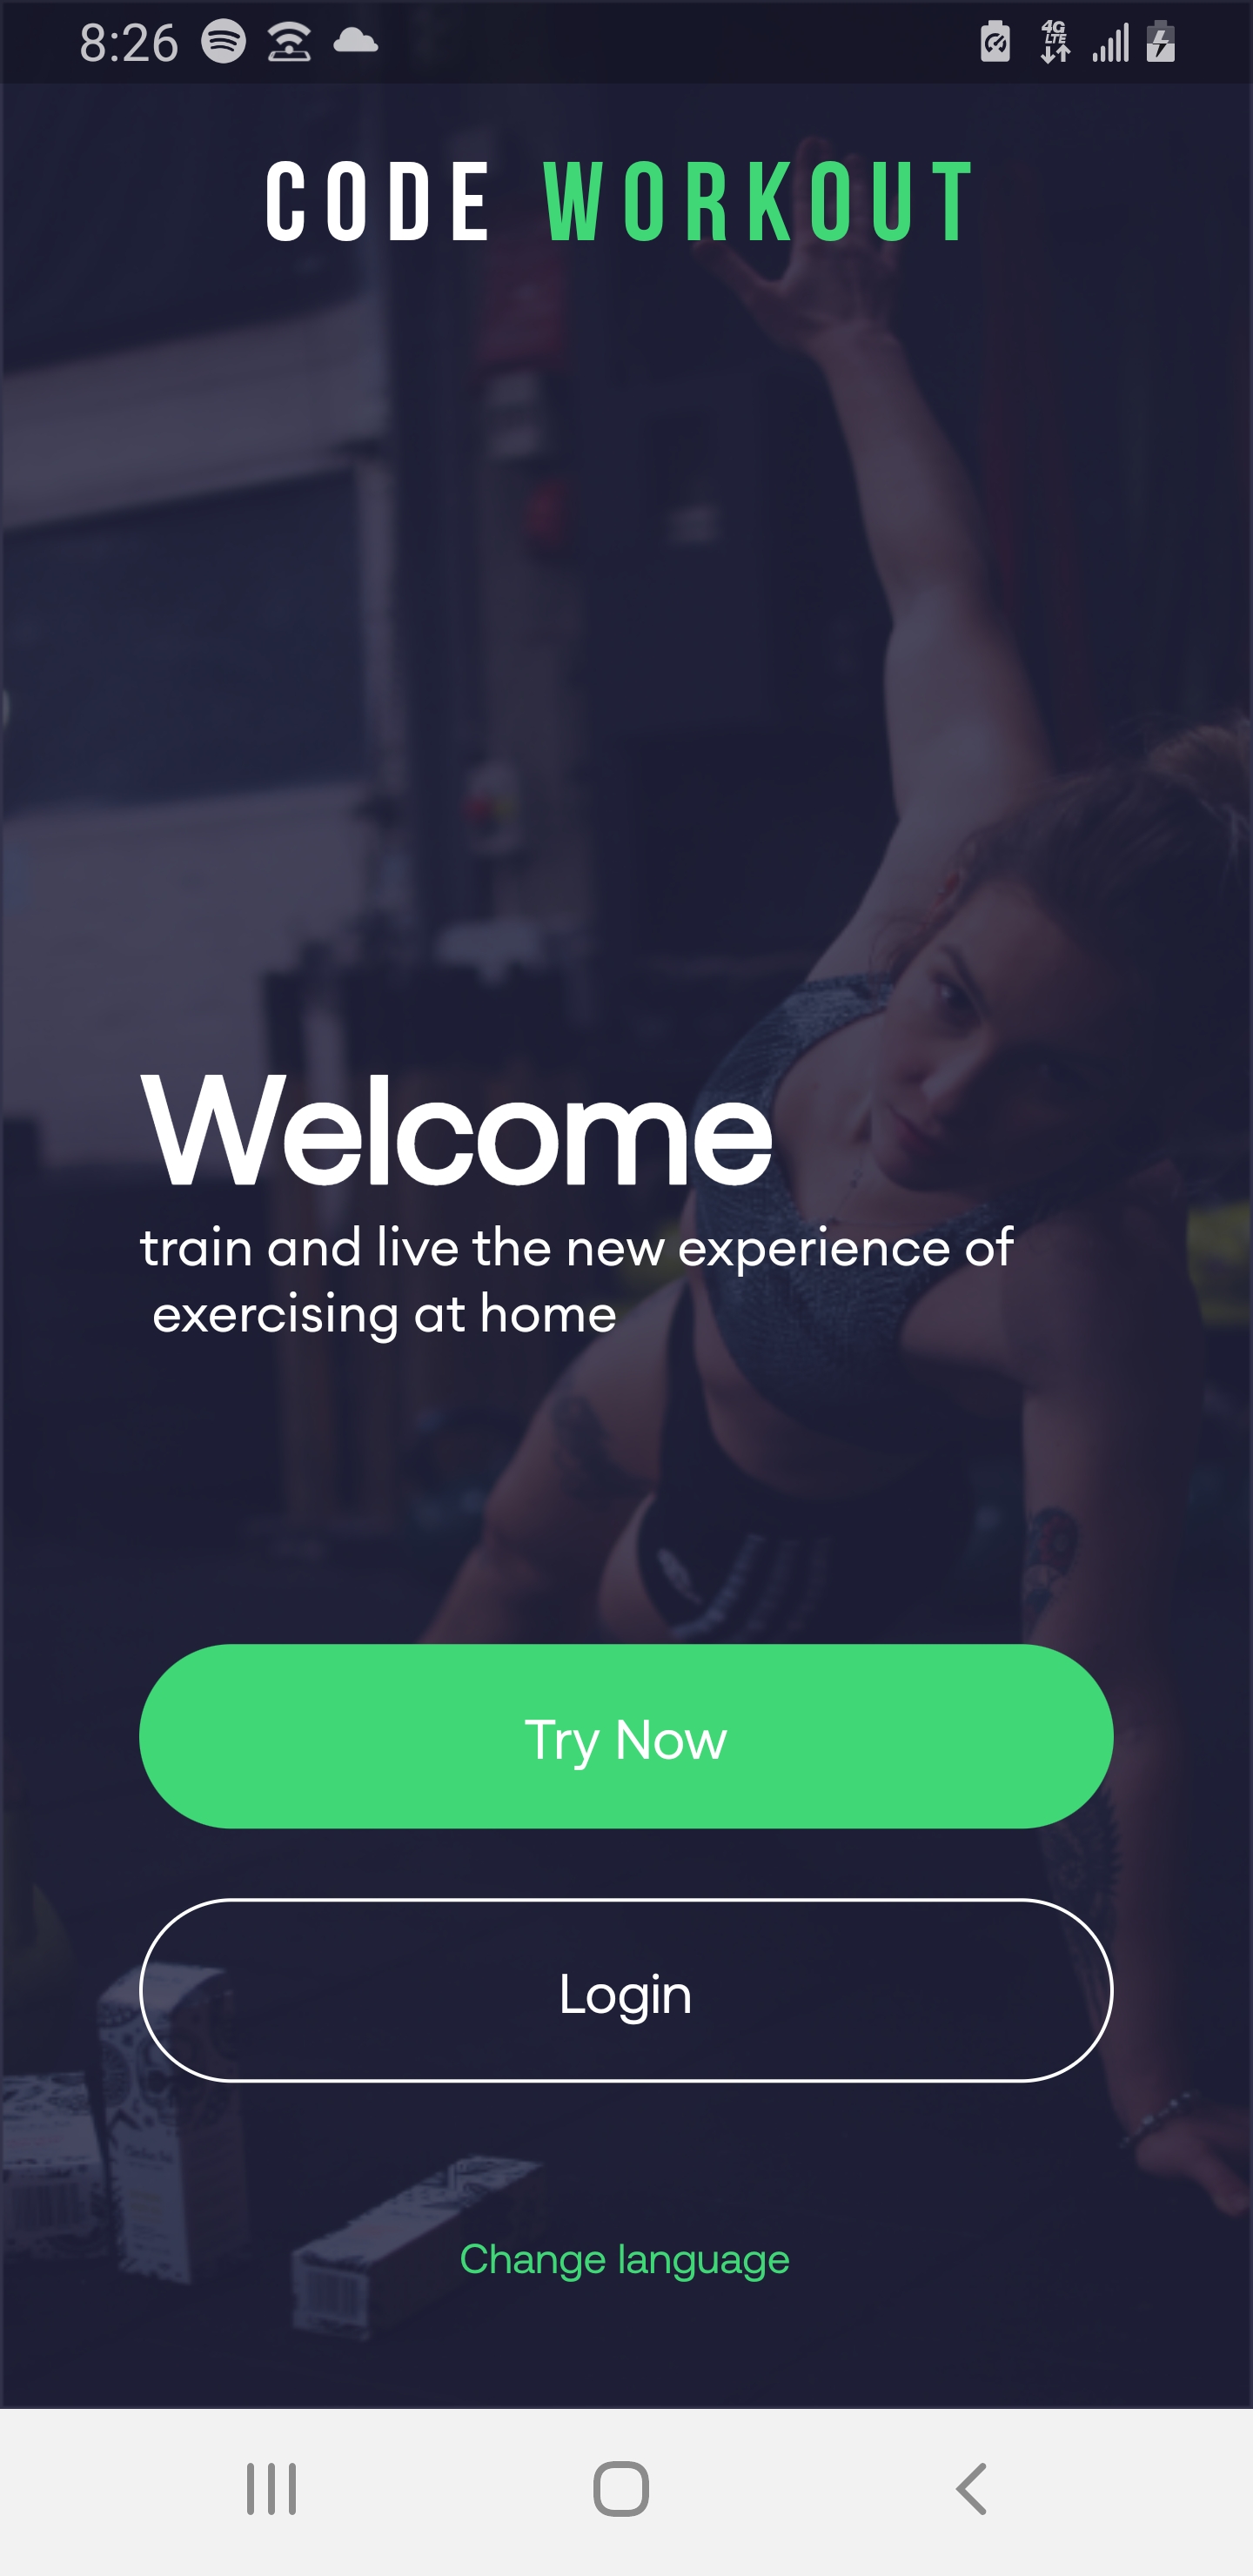 8:26
4G
LTE
CODE WORKOUT
Welcome
train and live the new experience of
exercising at home
Try Now
Login
Change language